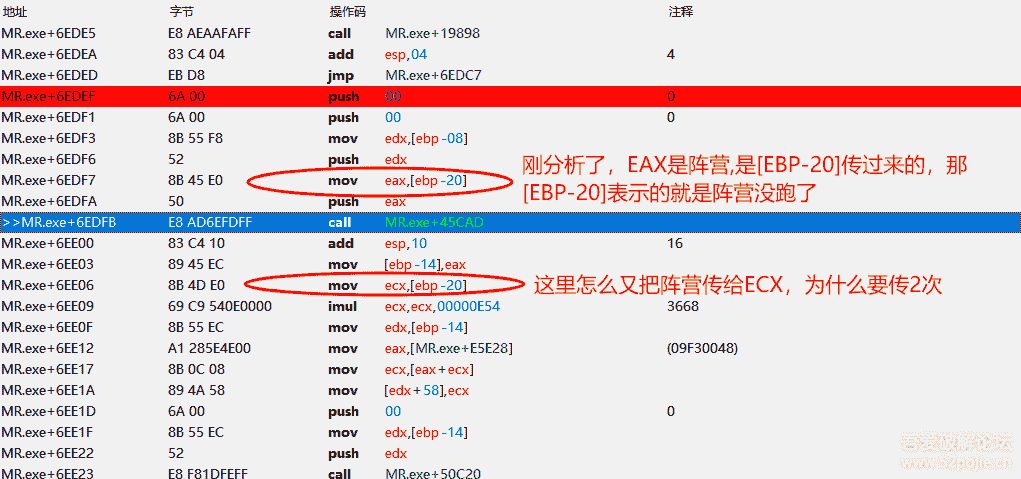 地址 字节 操作码 注释
MR.exe+6EDE5 E8 AEAAFAFF call MR.exe+19898
MR.exe+6EDEA 83 C4 04 add esp,04 4
MR.exe+6EDED EB D8 jmp MR.exe+6EDC7
MR.exe+6EDEF 6A 00 push 00 0
MR.exe+6EDF1 6A 00 push 00 0
MR.exe+6EDF3 8B 55 F8 mov edx,[ebp-08]
MR.exe+6EDF6 52 push edx
刚分析了，EAX是阵营,是[EBP-20]传过来的，那
MR.exe+6EDF7 8B 45 E0 mov eax,[ebp-20]
[EBP-20]表示的就是阵营没跑了
MR.exe+6EDFA 50 push eax
>>MR.exe+6EDFB E8 AD6EFDFF call MR.exe+45CAD
MR.exe+6EE00 83 C4 10 add esp,10 16
MR.exe+6EE03 89 45 EC mov [ebp-14],eax
MR.exe+6EE06 8B 4D E0 mov ecx,[ebp-20]
这里怎么又把阵营传给ECX，为什么要传2次
MR.exe+6EE09 69 C9 540E0000 imul ecx,ecx,00000E54 3668
MR.exe+6EE0F 8B 55 EC mov edx,[ebp-14]
MR.exe+6EE12 A1 285E4E00 mov eax,[MR.exe+E5E28] (09F30048)
MR.exe+6EE17 8B 0C 08 mov ecx,[eax+ecx]
MR.exe+6EE1A 89 4A 58 mov [edx+58],ecx
MR.exe+6EE1D 6A 00 push 00 0
MR.exe+6EE1F 8B 55 EC mov edx,[ebp-14]
MR.exe+6EE22 52 push edx
MR.exe+6EE23 E8 F81DFEFF call MR.exe+50C20
吾爱破解论坛
www.52pojie.cn